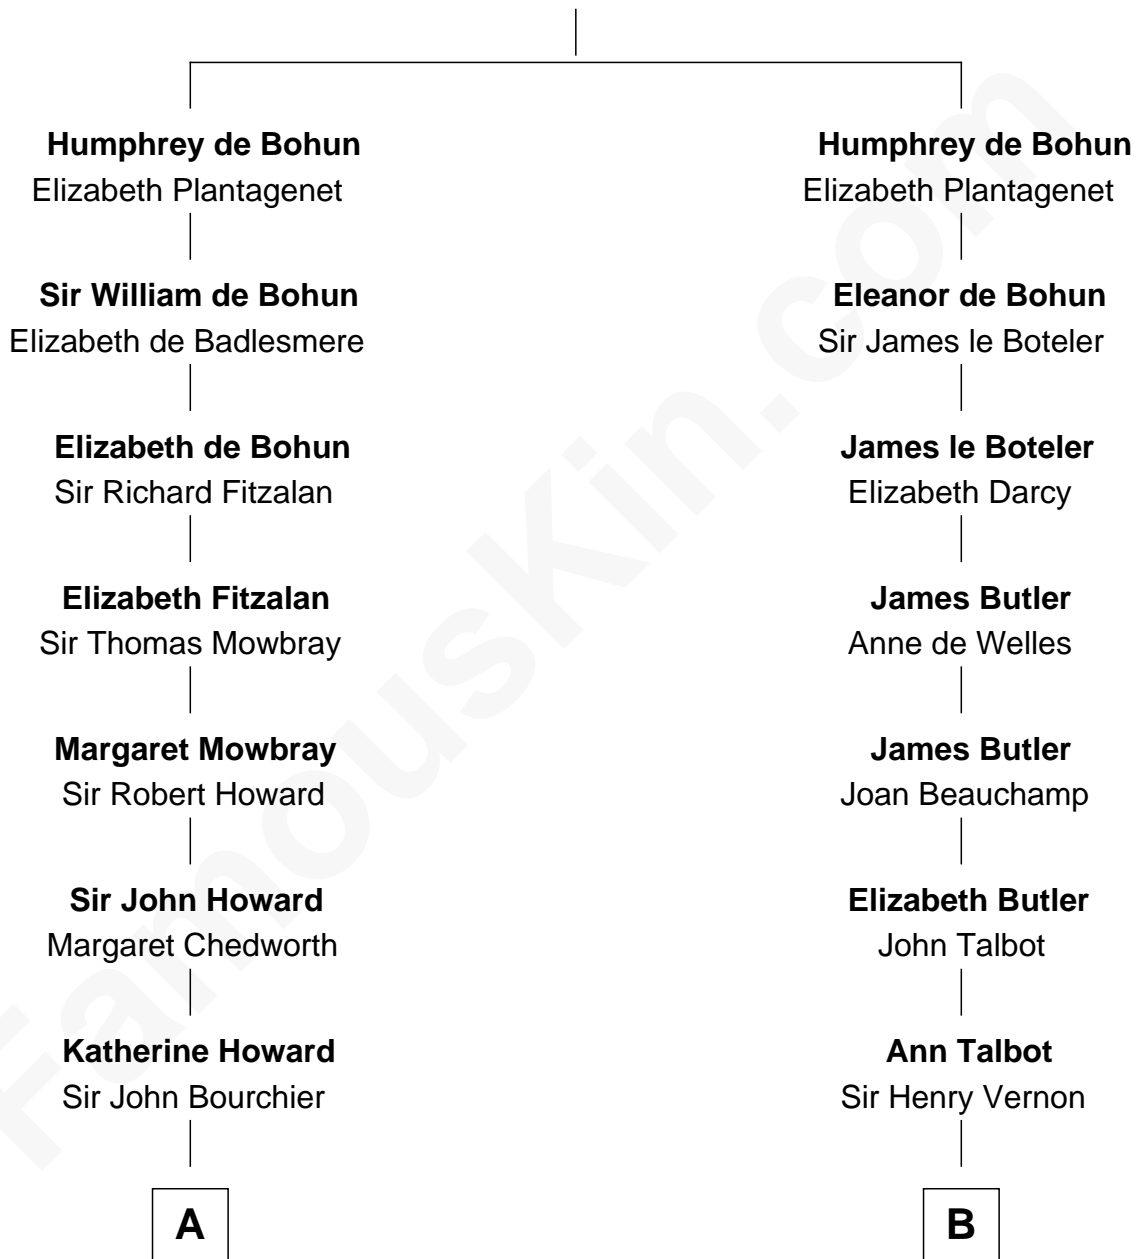 Humphrey de Bohun
Elizabeth Plantagenet
Sir William de Bohun
Elizabeth de Badlesmere
Elizabeth de Bohun
Sir Richard Fitzalan
Elizabeth Fitzalan
Sir Thomas Mowbray
Margaret Mowbray
Sir Robert Howard
Sir John Howard
Margaret Chedworth
Katherine Howard
Sir John Bourchier
A
Humphrey de Bohun
Elizabeth Plantagenet
Eleanor de Bohun
Sir James le Boteler
James le Boteler
Elizabeth Darcy
James Butler
Anne de Welles
James Butler
Joan Beauchamp
Elizabeth Butler
John Talbot
Ann Talbot
Sir Henry Vernon
B
FamousKin.com